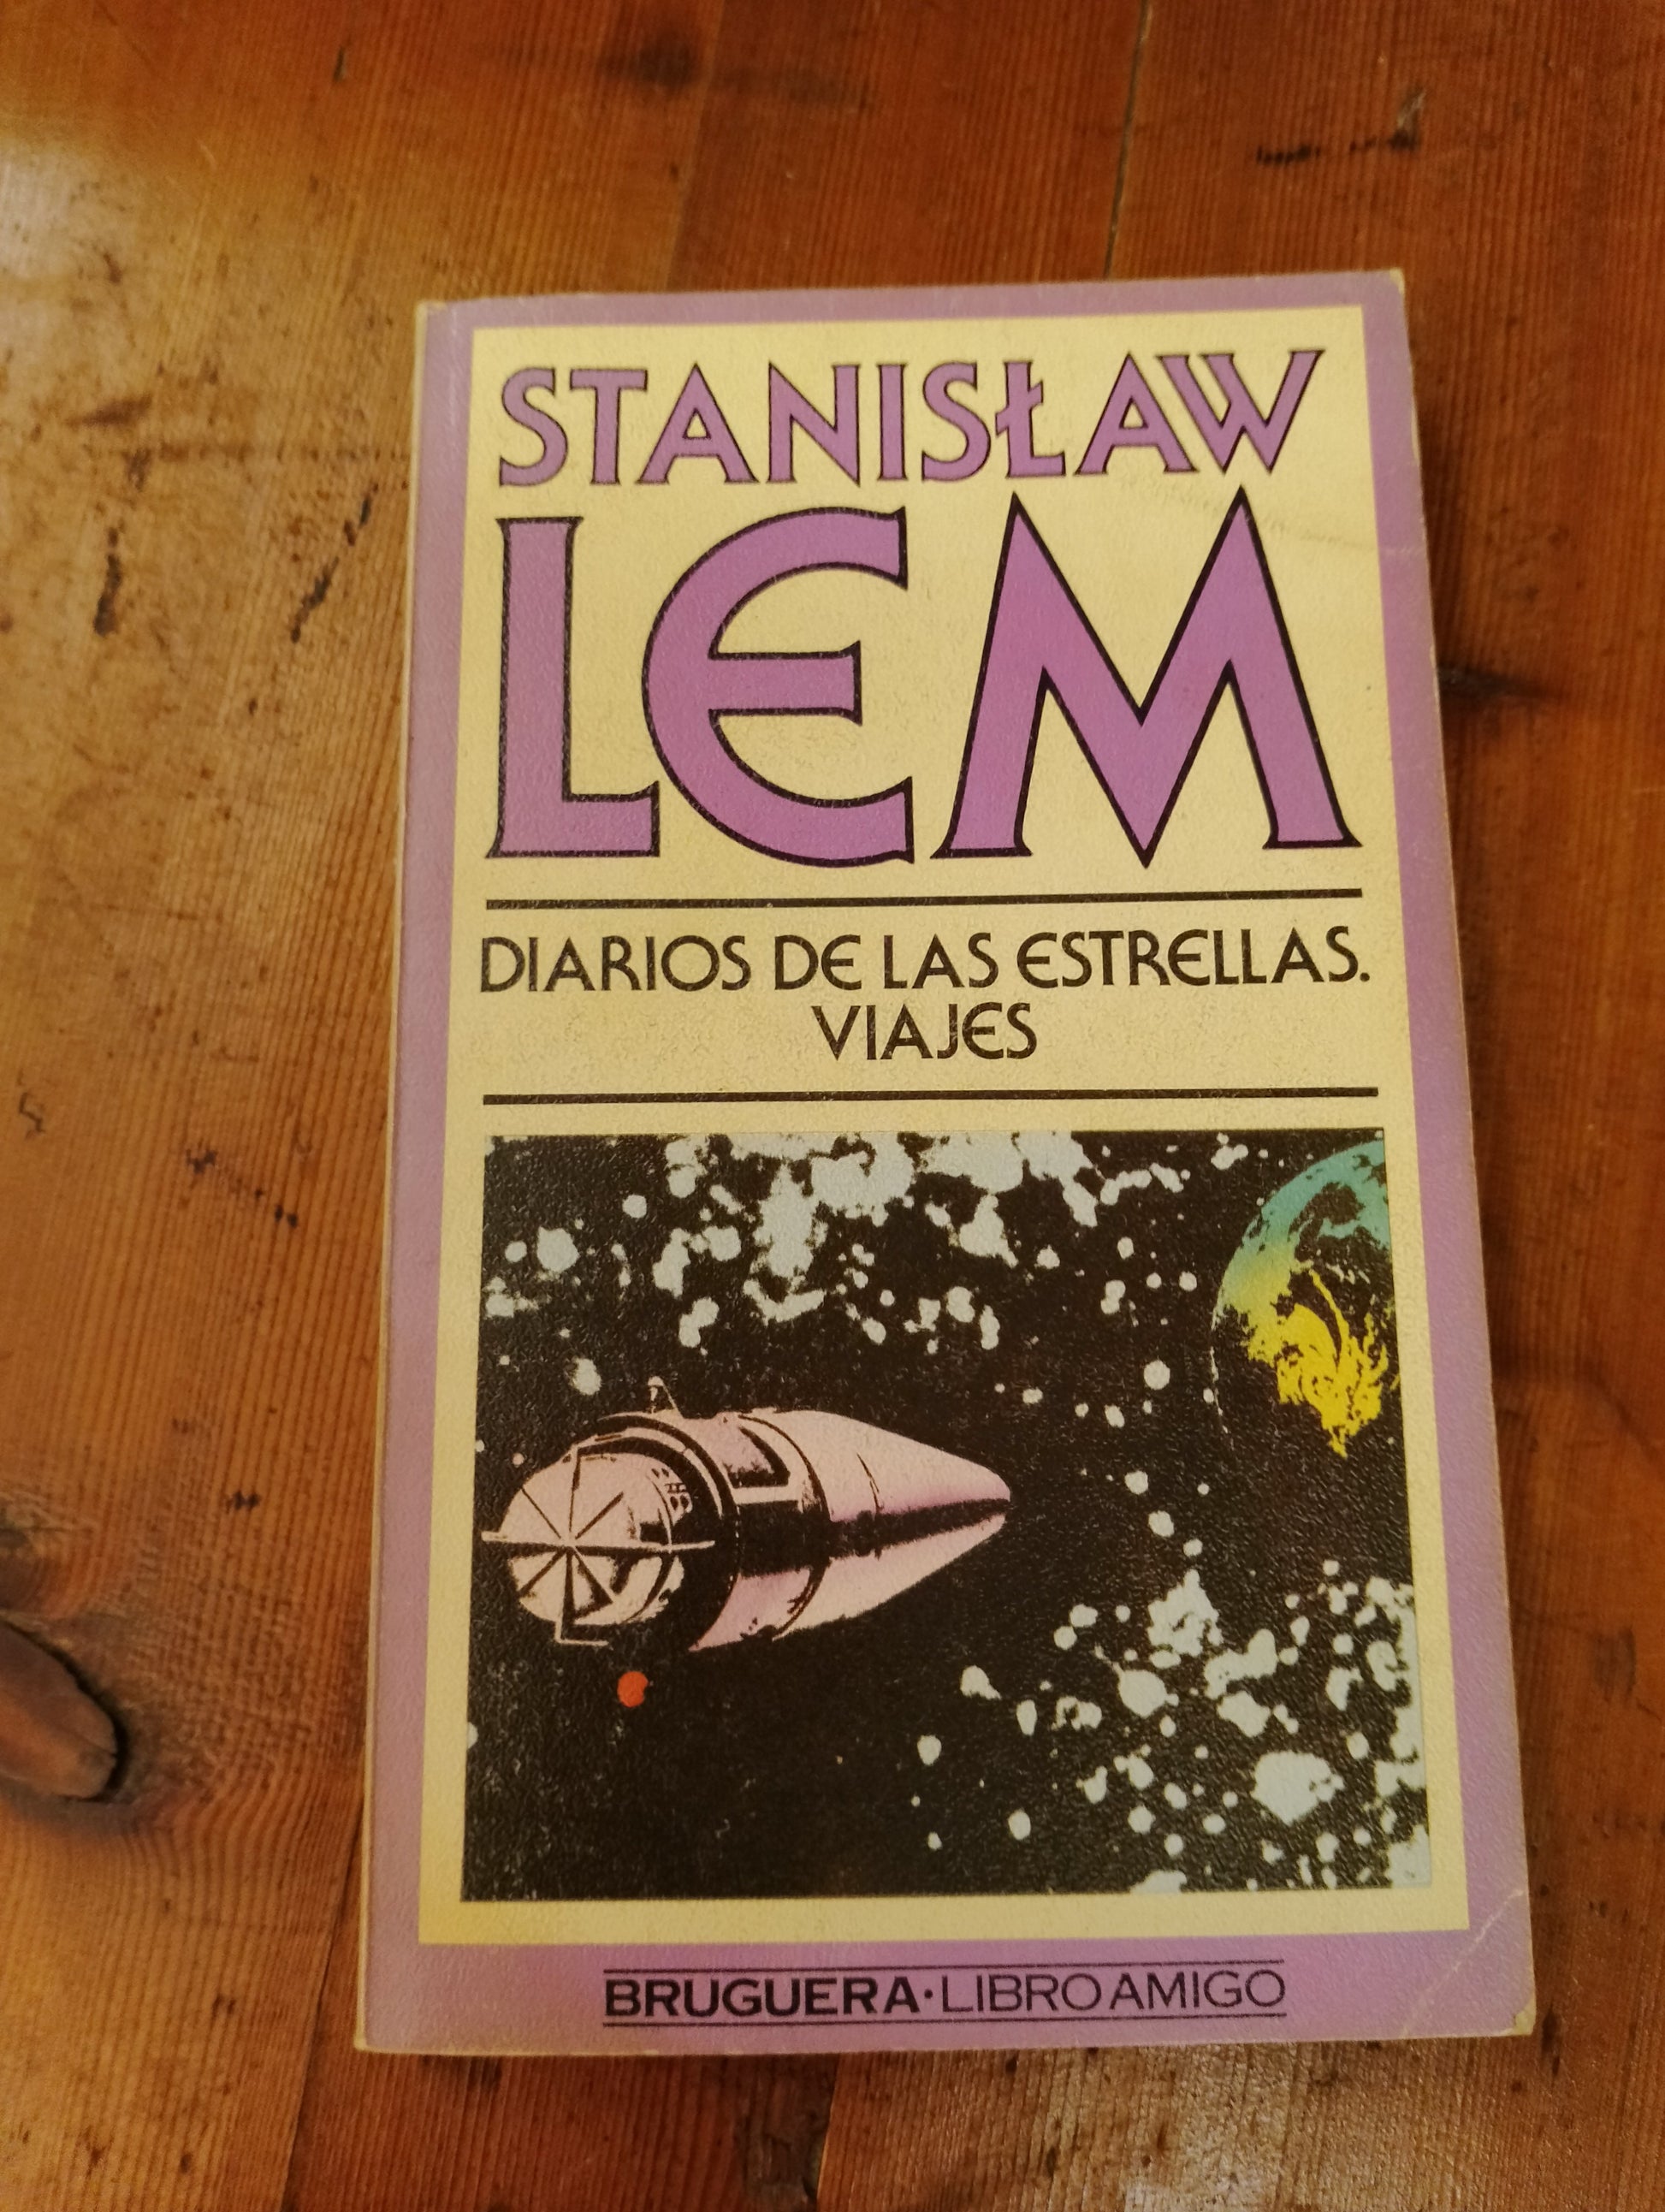 STANISŁAW
LEM
DIARIOS DE LAS ESTRELLAS.
VIAJES
BRUGUERA·LIBRO AMIGO